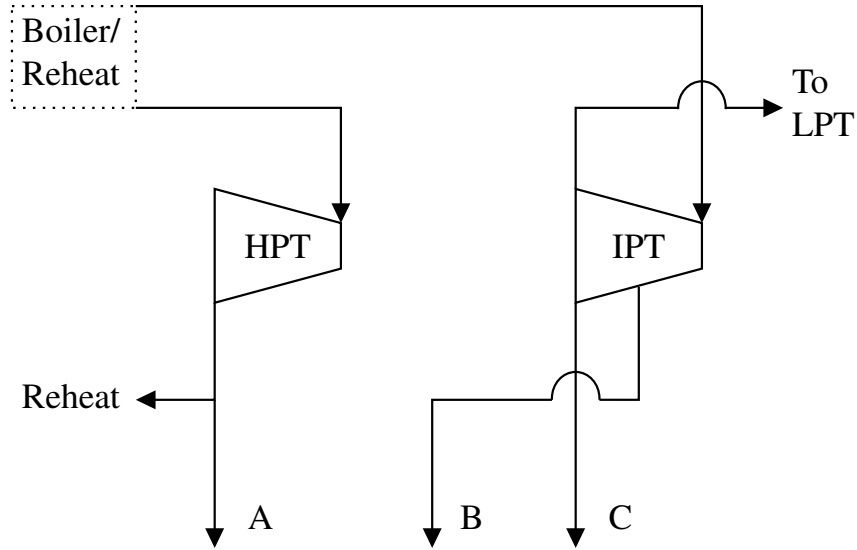 Boiler/
Reheat
To
LPT
HPT
IPT
Reheat
A
B
C